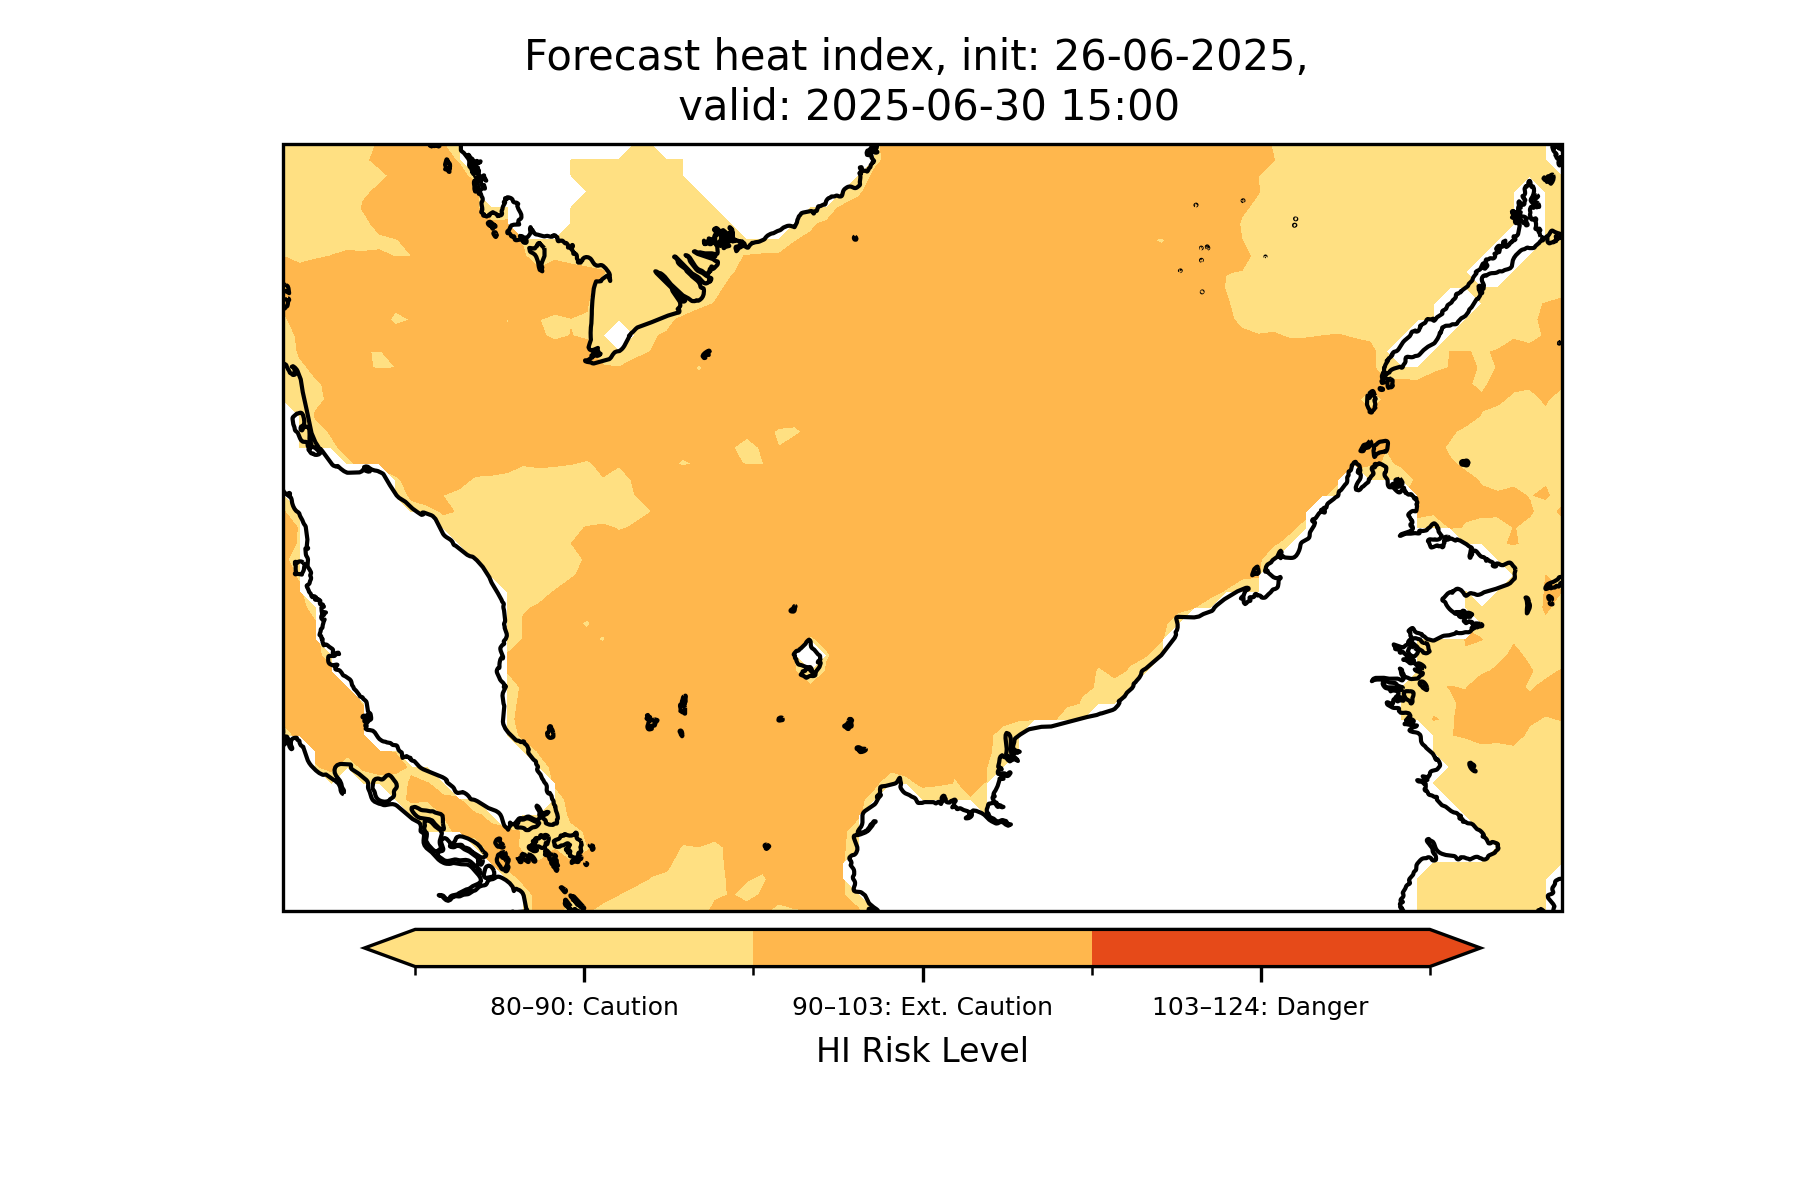 Forecast heat index, init: 26-06-2025,
valid: 2025-06-30 15:00
80–90: Caution
90–103: Ext. Caution
103–124: Danger
HI Risk Level